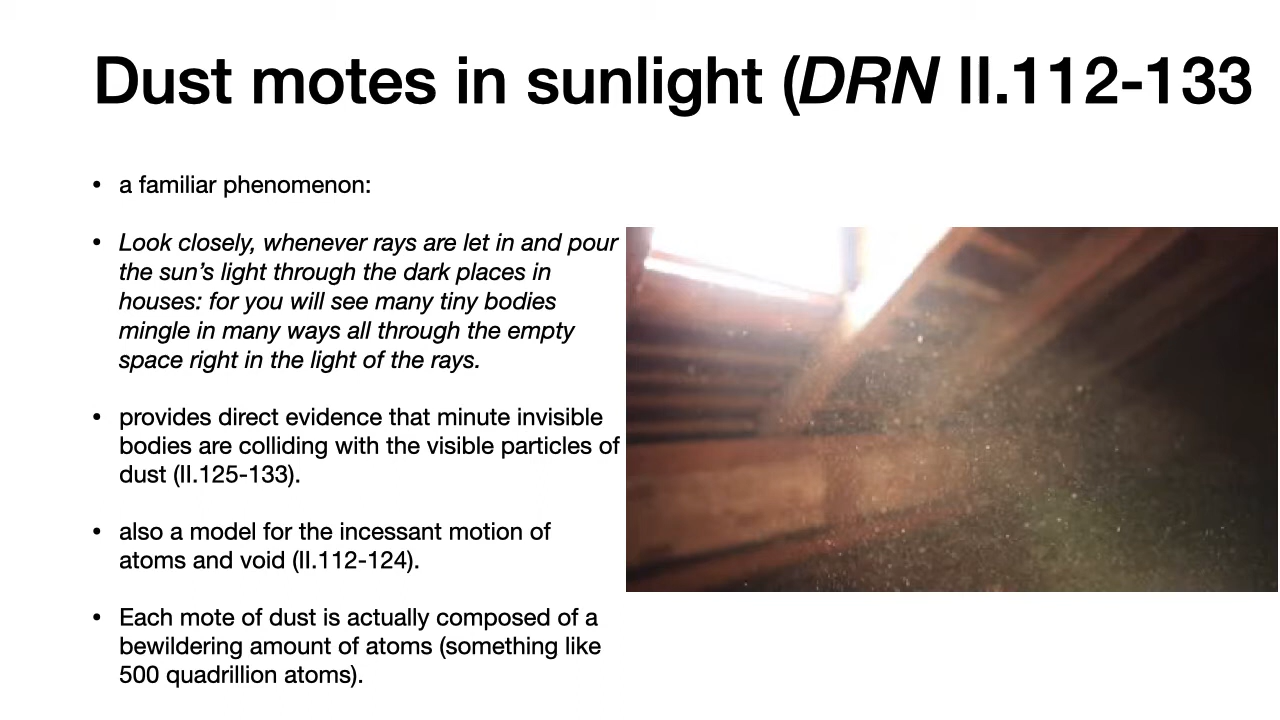 Dust motes in sunlight (DRN II.112-133
• a familiar phenomenon:
• Look closely, whenever rays are let in and pour
the sun’s light through the dark places in
houses: for you will see many tiny bodies
mingle in many ways all through the empty
space right in the light of the rays.
• provides direct evidence that minute invisible
bodies are colliding with the visible particles of
dust (II.125-133).
• also a model for the incessant motion of
atoms and void (II.112-124).
• Each mote of dust is actually composed of a
bewildering amount of atoms (something like
500 quadrillion atoms).